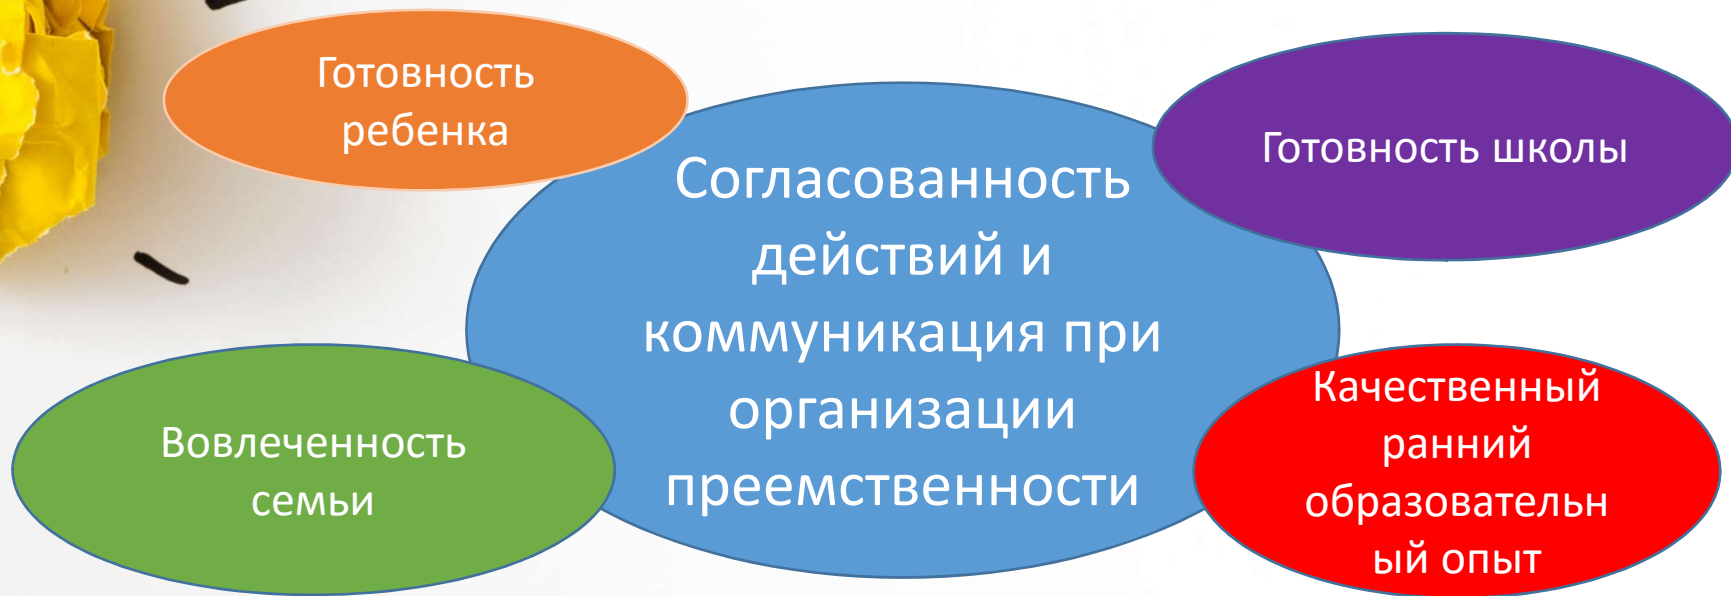 Готовность
ребенка
Готовность школы
Согласованность
действий и
коммуникация при
организации
преемственности
Вовлеченность
семьи
Качественный
ранний
образовательн
ый опыт